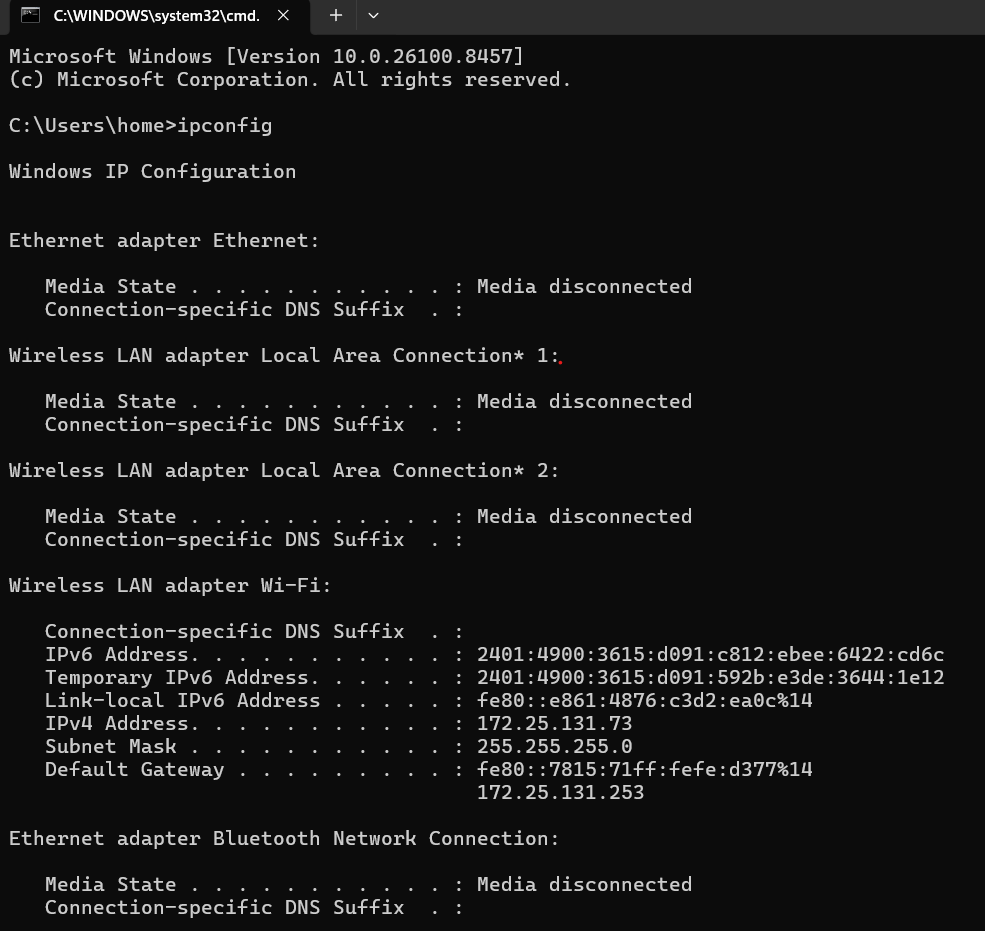 C:\WINDOWS\system32\cmd.
Microsoft Windows [Version 10.0.26100.8457]
(c) Microsoft Corporation. All rights reserved.
C:\Users\home>ipconfig
Windows IP Configuration
Ethernet adapter Ethernet:
   Media State . . . . . . . . . . . : Media disconnected
   Connection-specific DNS Suffix  . :
Wireless LAN adapter Local Area Connection* 1:
   Media State . . . . . . . . . . . : Media disconnected
   Connection-specific DNS Suffix  . :
Wireless LAN adapter Local Area Connection* 2:
   Media State . . . . . . . . . . . : Media disconnected
   Connection-specific DNS Suffix  . :
Wireless LAN adapter Wi-Fi:
   Connection-specific DNS Suffix  . :
   IPv6 Address. . . . . . . . . . . : 2401:4900:3615:d091:c812:ebee:6422:cd6c
   Temporary IPv6 Address. . . . . . : 2401:4900:3615:d091:592b:e3de:3644:1e12
   Link-local IPv6 Address . . . . . : fe80::e861:4876:c3d2:ea0c%14
   IPv4 Address. . . . . . . . . . . : 172.25.131.73
   Subnet Mask . . . . . . . . . . . : 255.255.255.0
   Default Gateway . . . . . . . . . : fe80::7815:71ff:fefe:d377%14
                                       172.25.131.253
Ethernet adapter Bluetooth Network Connection:
   Media State . . . . . . . . . . . : Media disconnected
   Connection-specific DNS Suffix  . :